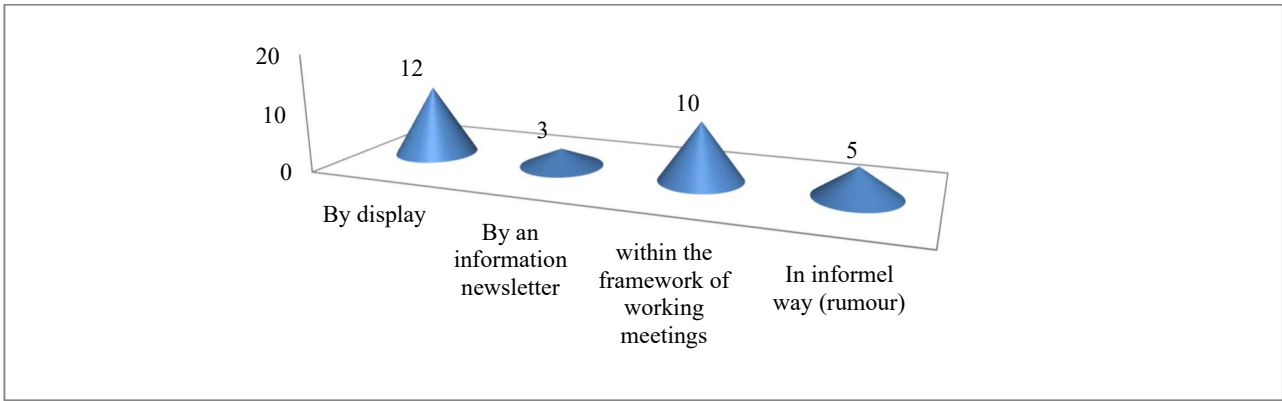 20
10
0
12
3
10
5
By display
By an
information
newsletter
within the
framework of
working
meetings
In informel
way (rumour)